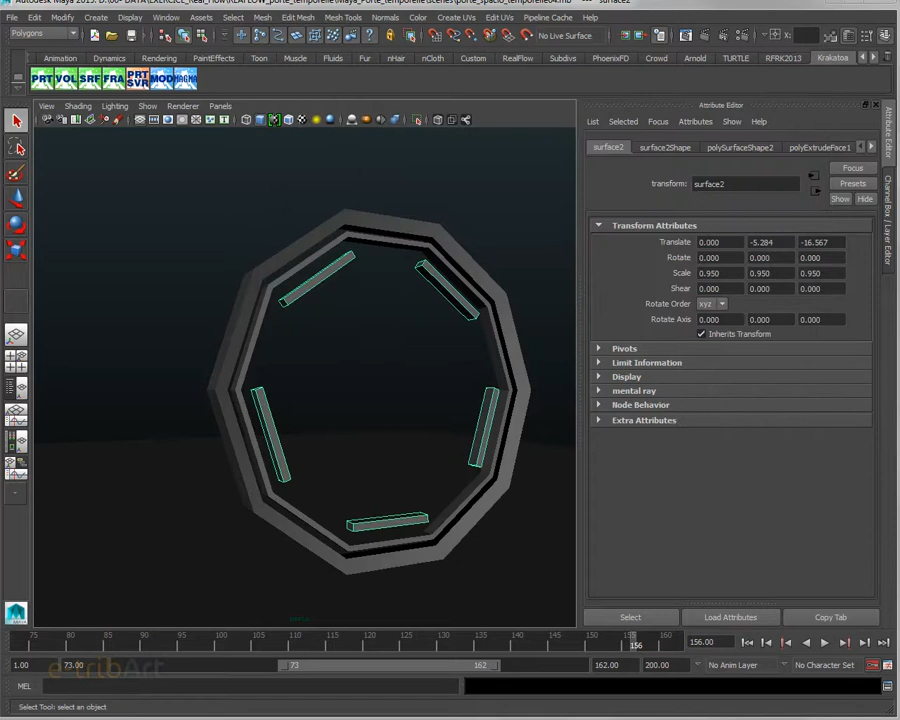 File Edit Modify Create Display Window Assets Select Mesh Edit Mesh Mesh Tools Normals Color Create UVs Edit UVs Pipeline Cache Help
Polygons
No Live Surface
X:
Animation Dynamics Rendering PaintEffects Toon Muscle Fluids Fur nHair nCloth Custom RealFlow Subdivs PhoenixFD Crowd Arnold TURTLE RFRK2013 Krakatoa
PRT VOL SRF FRA PRT SVR MOD MAGMA
View Shading Lighting Show Renderer Panels
Attribute Editor
List Selected Focus Attributes Show Help
surface2 surface2Shape polySurfaceShape2 polyExtrudeFace1
Focus
transform: surface2 Presets
Show Hide
Transform Attributes
Translate 0.000 -5.284 -16.567
Rotate 0.000 0.000 0.000
Scale 0.950 0.950 0.950
Shear 0.000 0.000 0.000
Rotate Order xyz
Rotate Axis 0.000 0.000 0.000
Inherits Transform
Pivots
Limit Information
Display
mental ray
Node Behavior
Extra Attributes
Attribute Editor
Channel Box / Layer Editor
Select Load Attributes Copy Tab
75 80 85 90 95 100 105 110 115 120 125 130 135 140 145 150 155 160
156 156.00
1.00 73.00 73 162 162.00 200.00 No Anim Layer No Character Set
e-tribArt
MEL
Select Tool: select an object